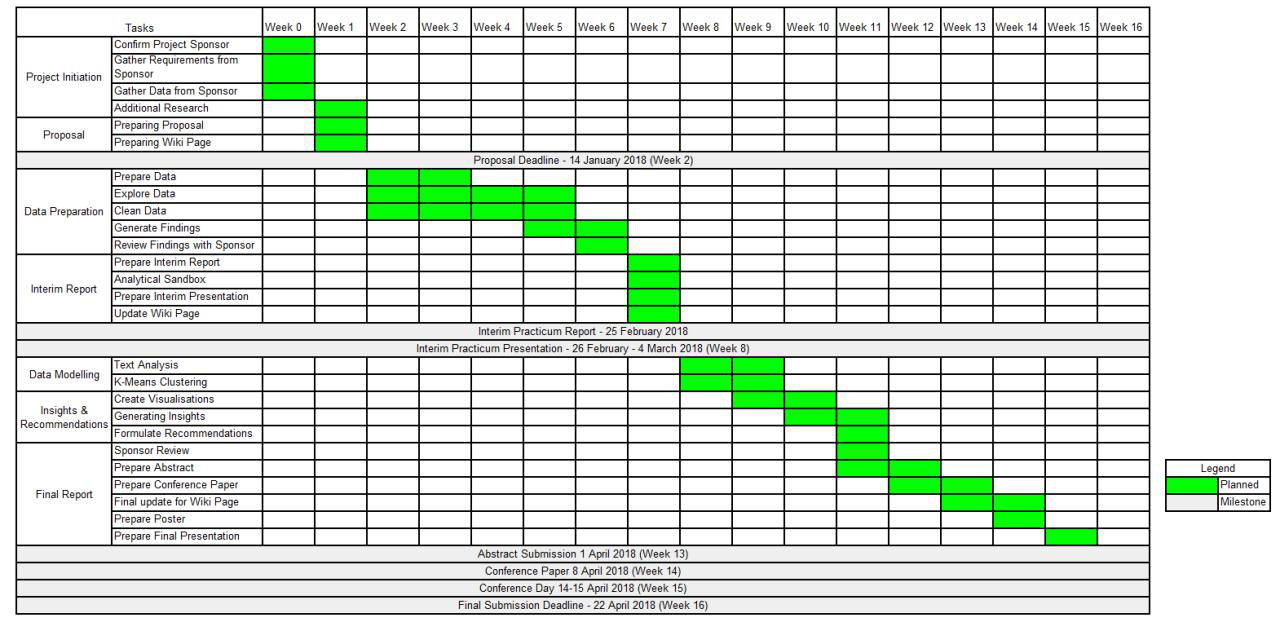 Tasks Week 0 Week 1 Week 2 Week 3 Week 4 Week 5 Week 6 Week 7 Week 8 Week 9 Week 10 Week 11 Week 12 Week 13 Week 14 Week 15 Week 16
Project Initiation
Confirm Project Sponsor
Gather Requirements from
Sponsor
Gather Data from Sponsor
Additional Research
Proposal
Preparing Proposal
Preparing Wiki Page
Proposal Deadline - 14 January 2018 (Week 2)
Data Preparation
Prepare Data
Explore Data
Clean Data
Generate Findings
Review Findings with Sponsor
Interim Report
Prepare Interim Report
Analytical Sandbox
Prepare Interim Presentation
Update Wiki Page
Interim Practicum Report - 25 February 2018
Interim Practicum Presentation - 26 February - 4 March 2018 (Week 8)
Data Modelling
Text Analysis
K-Means Clustering
Insights &
Recommendations
Create Visualisations
Generating Insights
Formulate Recommendations
Final Report
Sponsor Review
Prepare Abstract
Prepare Conference Paper
Final update for Wiki Page
Prepare Poster
Prepare Final Presentation
Abstract Submission 1 April 2018 (Week 13)
Conference Paper 8 April 2018 (Week 14)
Conference Day 14-15 April 2018 (Week 15)
Final Submission Deadline - 22 April 2018 (Week 16)
Legend
Planned
Milestone